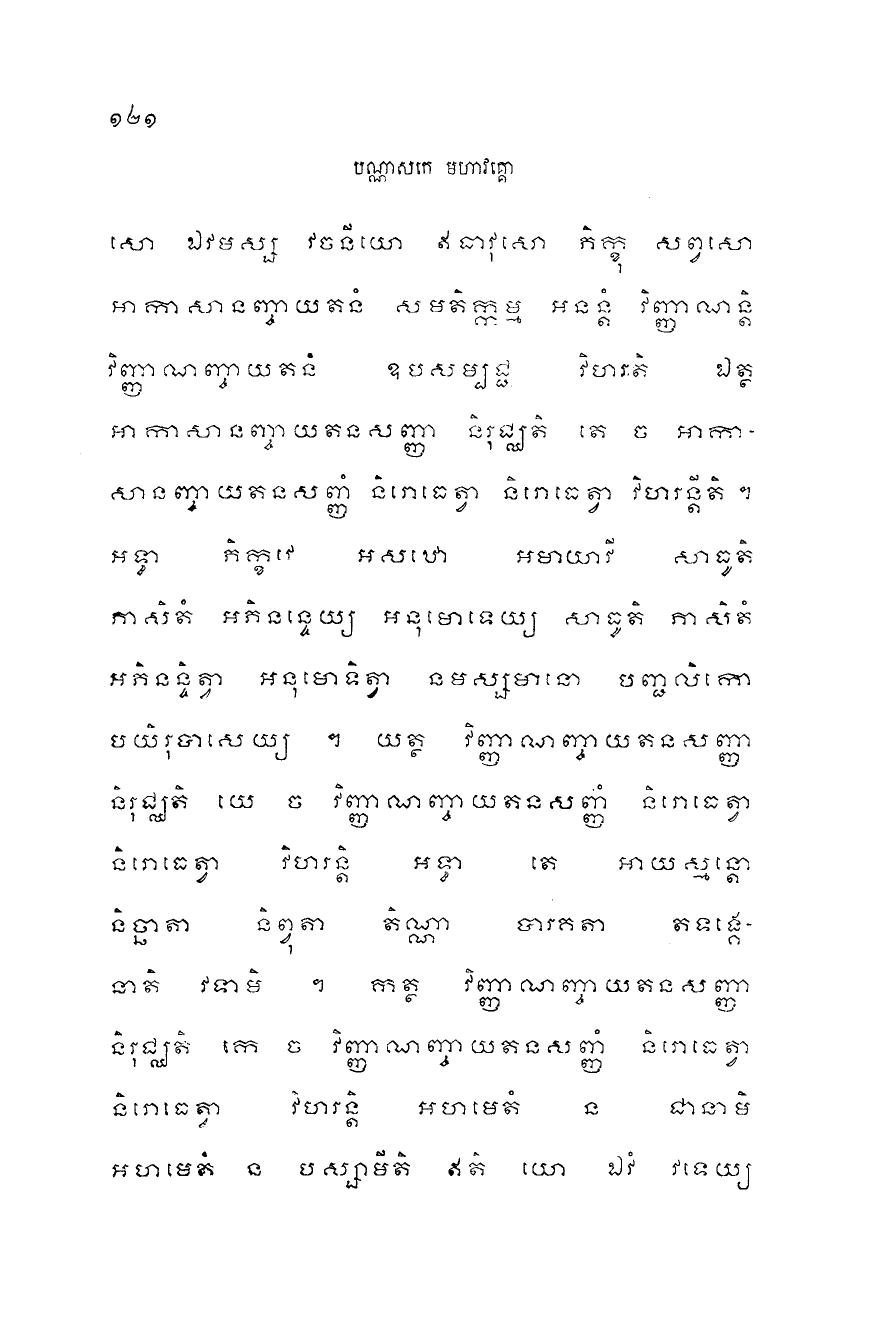 ១២១
បណ្ណាសកេ មហាវគ្គោ
សោ ឯវមស្ស វចនីយោ ឥធាវុសោ ភិក្ខុ សព្វសោ
អាកាសានញ្ចាយតនំ សមតិក្កម្ម អនន្តំ វិញ្ញាណន្តិ
វិញ្ញាណញ្ចាយតនំ ឧបសម្បជ្ជ វិហរតិ ឯត្ថ
អាកាសានញ្ចាយតនសញ្ញា និរុជ្ឈតិ តេ ច អាកា-
សានញ្ចាយតនសញ្ញំ និរោធេត្វា និរោធេត្វា វិហរន្តីតិ ។
អទ្ធា ភិក្ខវេ អសឋោ អមាយាវី សាធូតិ
ភាសិតំ អភិនន្ទេយ្យ អនុមោទេយ្យ សាធូតិ ភាសិតំ
អភិនន្ទិត្វា អនុមោទិត្វា នមស្សមានោ បញ្ជលិកោ
បយិរុបាសេយ្យ ។ យត្ថ វិញ្ញាណញ្ចាយតនសញ្ញា
និរុជ្ឈតិ យេ ច វិញ្ញាណញ្ចាយតនសញ្ញំ និរោធេត្វា
និរោធេត្វា វិហរន្តិ អទ្ធា តេ អាយស្មន្តោ
និច្ឆាតា និព្វុតា តិណ្ណា បារគតា តទង្គេ-
នាតិ វទាមិ ។ កត្ថ វិញ្ញាណញ្ចាយតនសញ្ញា
និរុជ្ឈតិ កេ ច វិញ្ញាណញ្ចាយតនសញ្ញំ និរោធេត្វា
និរោធេត្វា វិហរន្តិ អហមេតំ ន ជានាមិ
អហមេតំ ន បស្សាមីតិ ឥតិ យោ ឯវំ វទេយ្យ